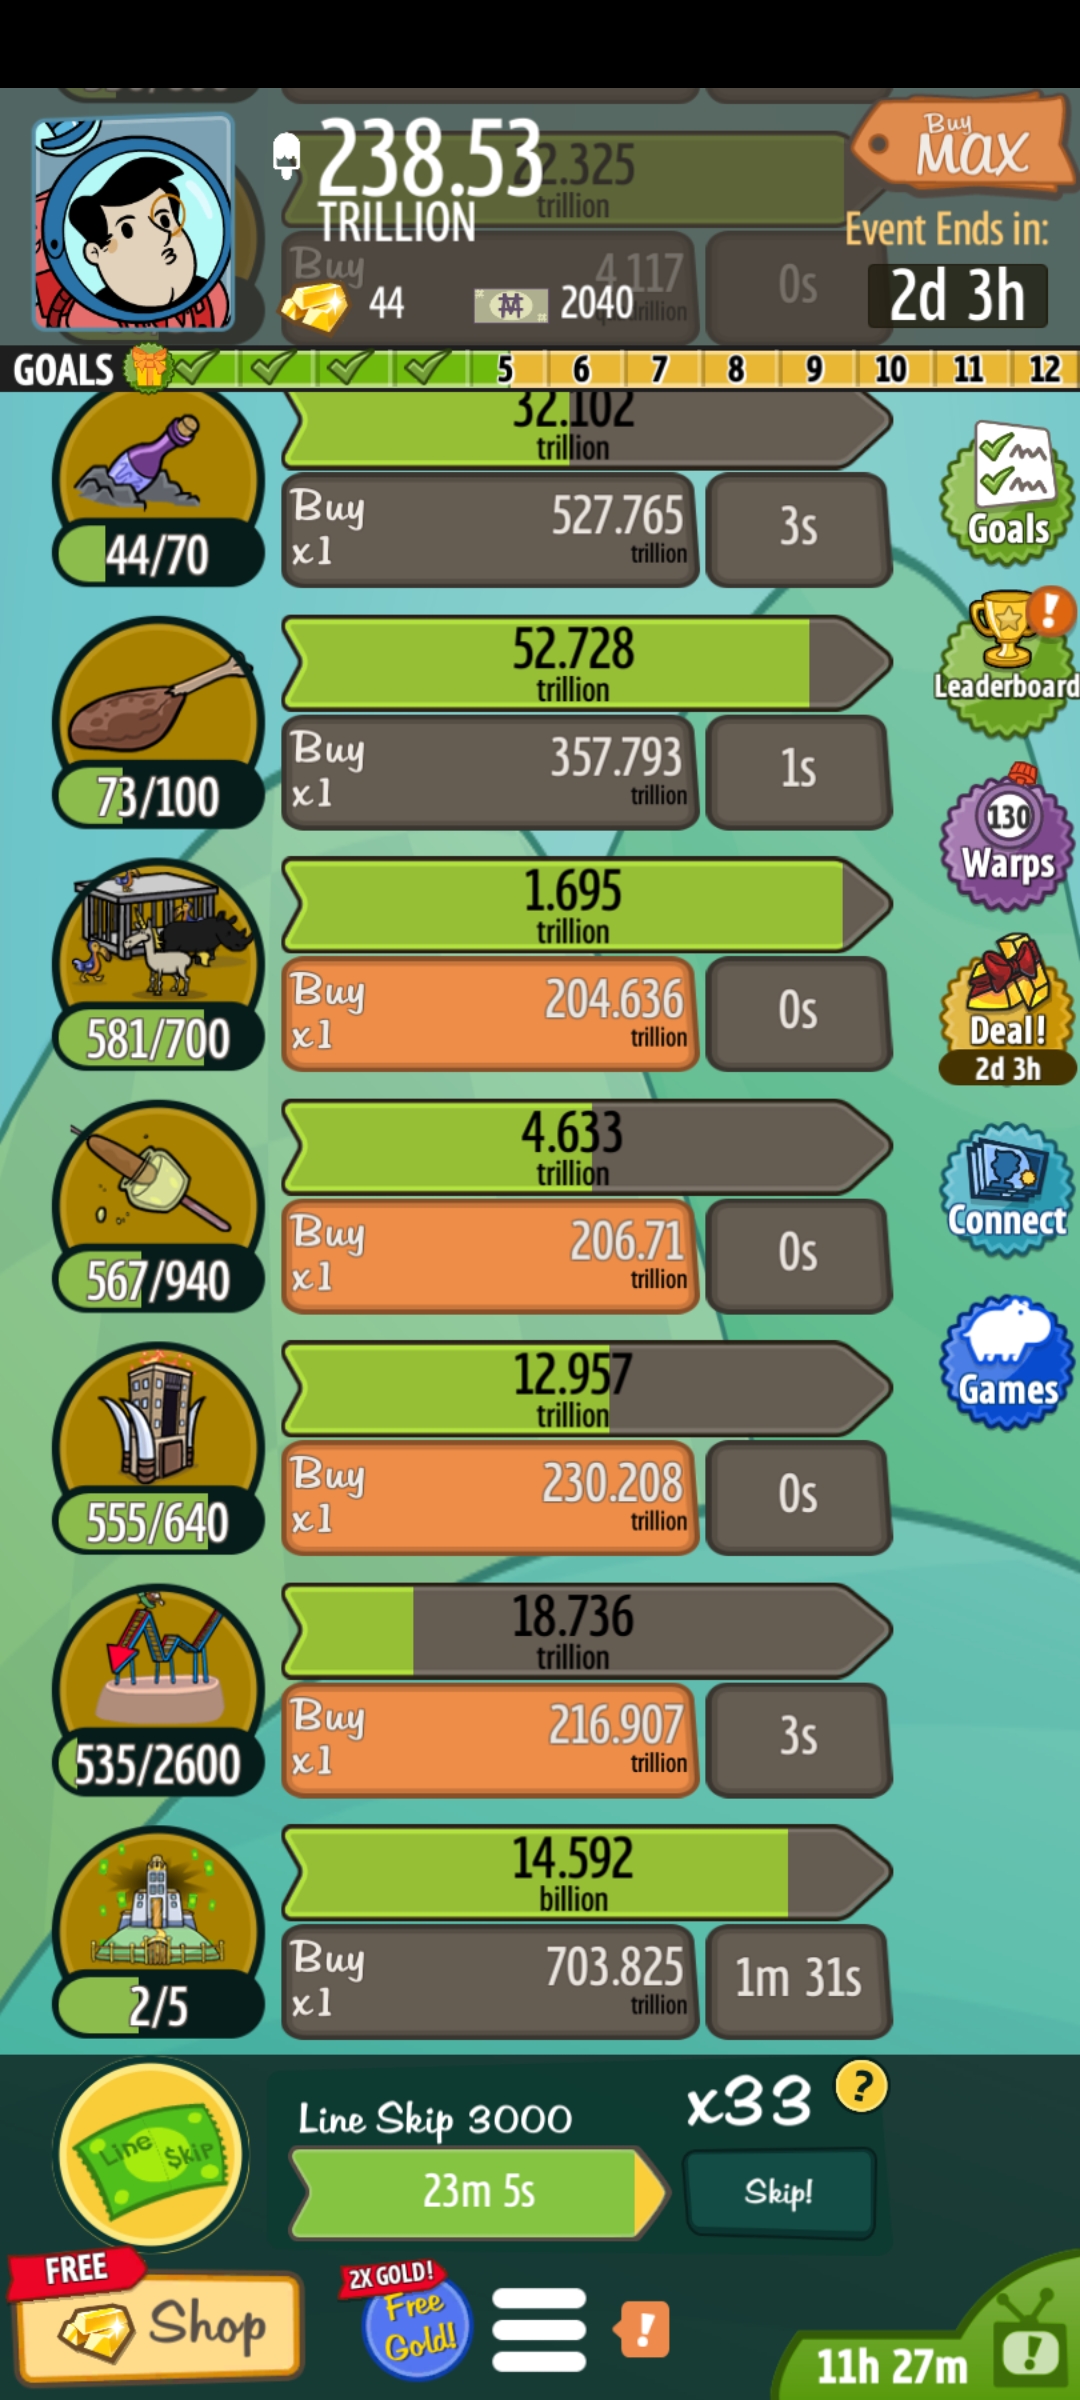 238.53
TRILLION
22.325
trillion
Buy
MAX
Event Ends in:
2d 3h
Buy
4.117
0s
44
2040
GOALS
5 6 7 8 9 10 11 12
32.102
trillion
Buy
x1
527.765
trillion
3s
44/70
Goals
52.728
trillion
Buy
x1
357.793
trillion
1s
73/100
Leaderboard
1.695
trillion
Buy
x1
204.636
trillion
0s
581/700
130
Warps
Deal!
2d 3h
4.633
trillion
Buy
x1
206.71
trillion
0s
567/940
Connect
12.957
trillion
Buy
x1
230.208
trillion
0s
555/640
Games
18.736
trillion
Buy
x1
216.907
trillion
3s
535/2600
14.592
billion
Buy
x1
703.825
trillion
1m 31s
2/5
Line $kip
Line Skip 3000
x33
?
23m 5s
Skip!
FREE
Shop
2X GOLD!
Free
Gold!
!
11h 27m